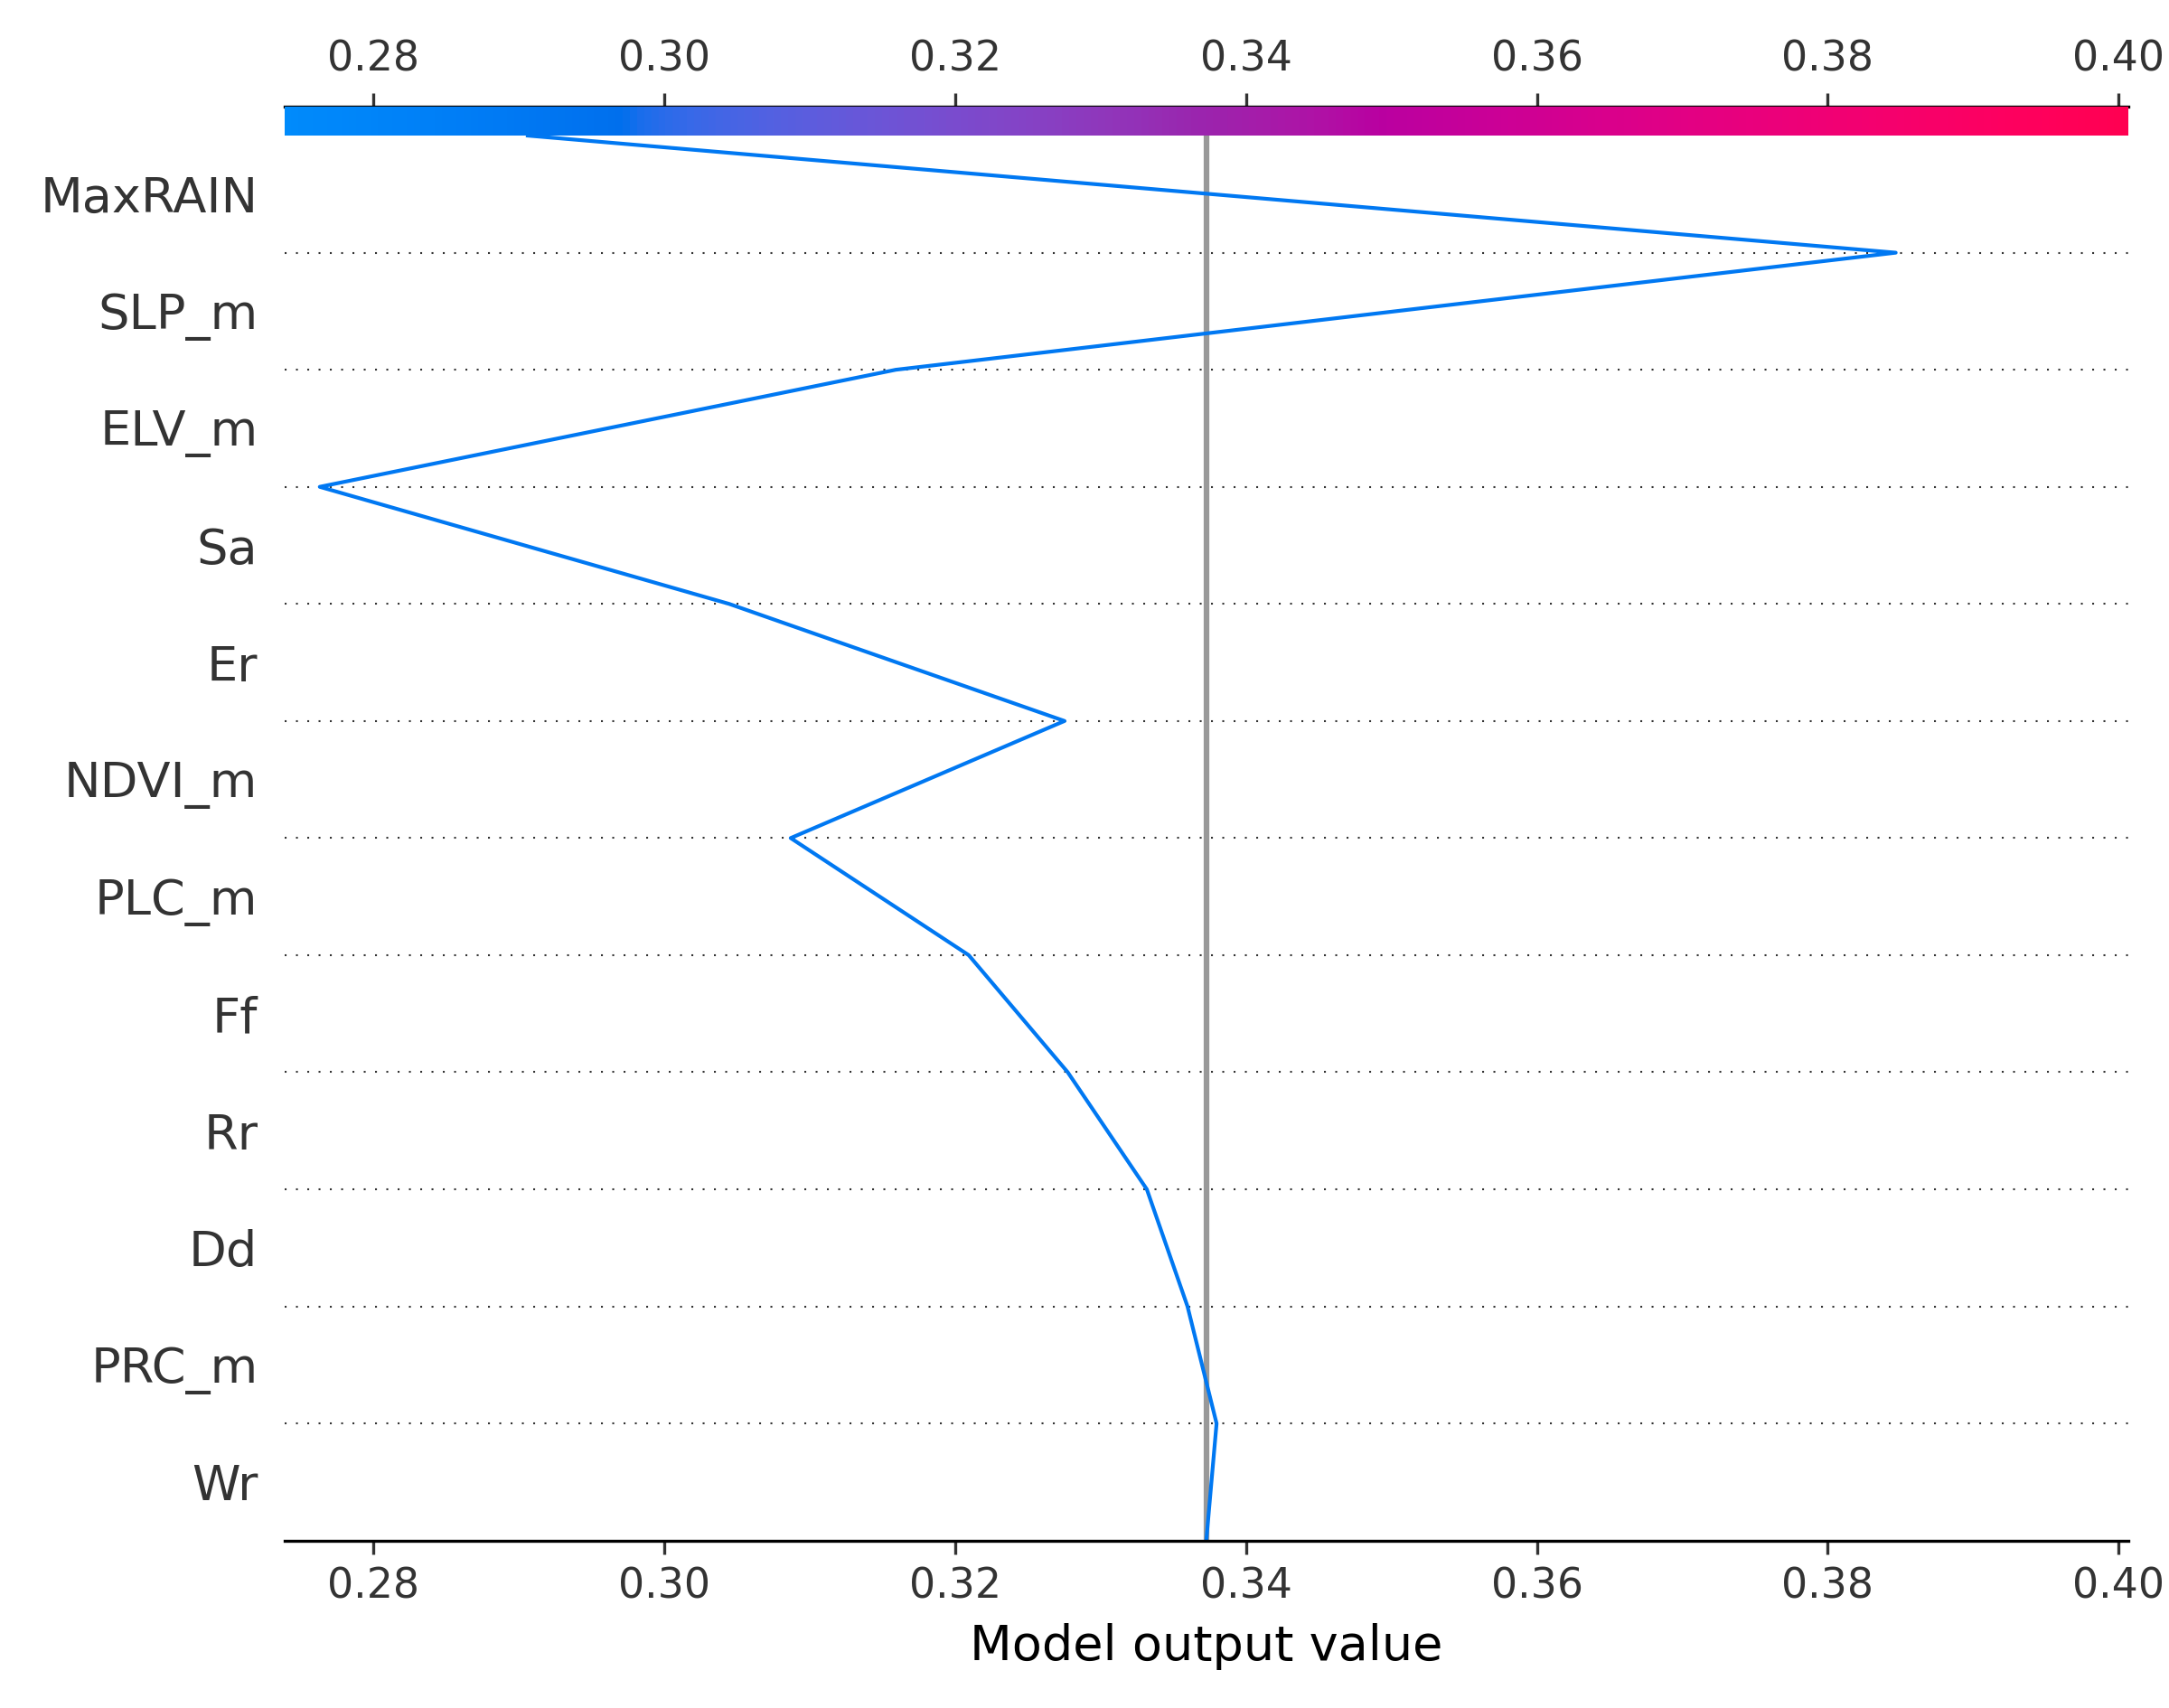 0.28 0.30 0.32 0.34 0.36 0.38 0.40
MaxRAIN
SLP_m
ELV_m
Sa
Er
NDVI_m
PLC_m
Ff
Rr
Dd
PRC_m
Wr
0.28 0.30 0.32 0.34 0.36 0.38 0.40
Model output value